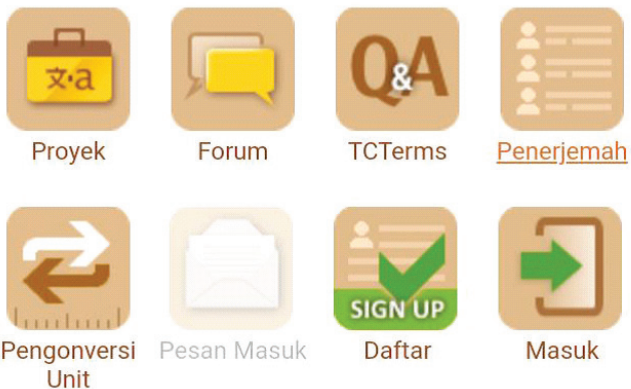 文·a
Q&A
Proyek
Forum
TCTerms
Penerjemah
SIGN UP
Pengonversi
Unit
Pesan Masuk
Daftar
Masuk